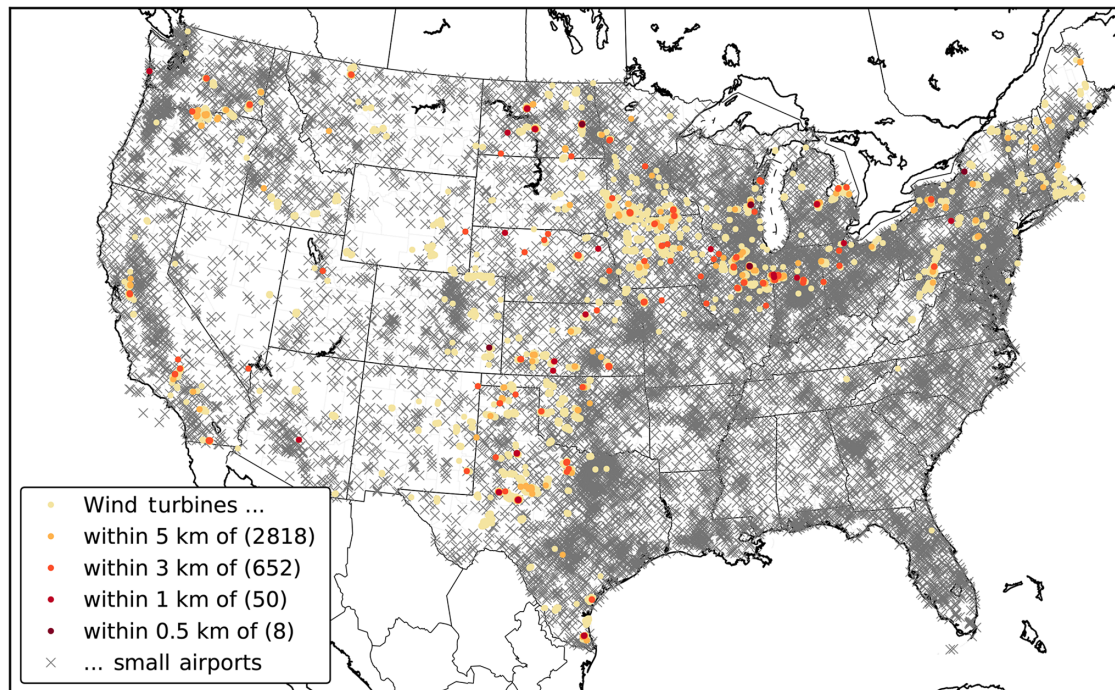 Wind turbines ...
within 5 km of (2818)
within 3 km of (652)
within 1 km of (50)
within 0.5 km of (8)
... small airports